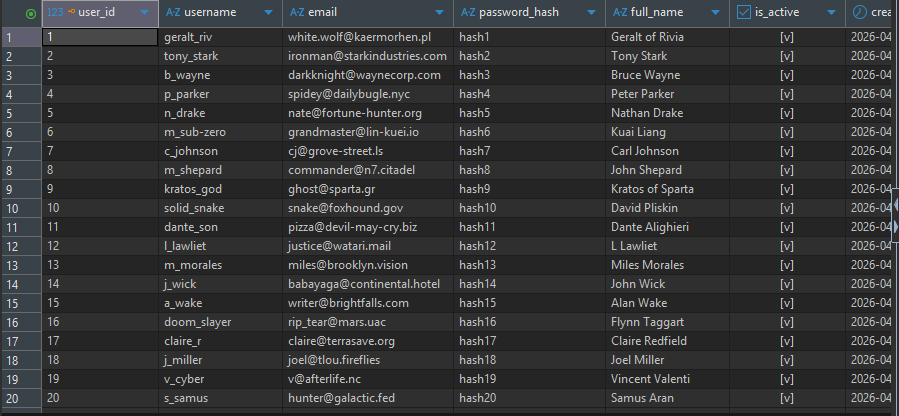 123 user_id A-Z username A-Z email A-Z password_hash A-Z full_name is_active crea
1 1 geralt_riv white.wolf@kaermorhen.pl hash1 Geralt of Rivia [v] 2026-04
2 2 tony_stark ironman@starkindustries.com hash2 Tony Stark [v] 2026-04
3 3 b_wayne darkknight@waynecorp.com hash3 Bruce Wayne [v] 2026-04
4 4 p_parker spidey@dailybugle.nyc hash4 Peter Parker [v] 2026-04
5 5 n_drake nate@fortune-hunter.org hash5 Nathan Drake [v] 2026-04
6 6 m_sub-zero grandmaster@lin-kuei.io hash6 Kuai Liang [v] 2026-04
7 7 c_johnson cj@grove-street.ls hash7 Carl Johnson [v] 2026-04
8 8 m_shepard commander@n7.citadel hash8 John Shepard [v] 2026-04
9 9 kratos_god ghost@sparta.gr hash9 Kratos of Sparta [v] 2026-04
10 10 solid_snake snake@foxhound.gov hash10 David Pliskin [v] 2026-04
11 11 dante_son pizza@devil-may-cry.biz hash11 Dante Alighieri [v] 2026-04
12 12 l_lawliet justice@watari.mail hash12 L Lawliet [v] 2026-04
13 13 m_morales miles@brooklyn.vision hash13 Miles Morales [v] 2026-04
14 14 j_wick babayaga@continental.hotel hash14 John Wick [v] 2026-04
15 15 a_wake writer@brightfalls.com hash15 Alan Wake [v] 2026-04
16 16 doom_slayer rip_tear@mars.uac hash16 Flynn Taggart [v] 2026-04
17 17 claire_r claire@terrasave.org hash17 Claire Redfield [v] 2026-04
18 18 j_miller joel@tlou.fireflies hash18 Joel Miller [v] 2026-04
19 19 v_cyber v@afterlife.nc hash19 Vincent Valenti [v] 2026-04
20 20 s_samus hunter@galactic.fed hash20 Samus Aran [v] 2026-04